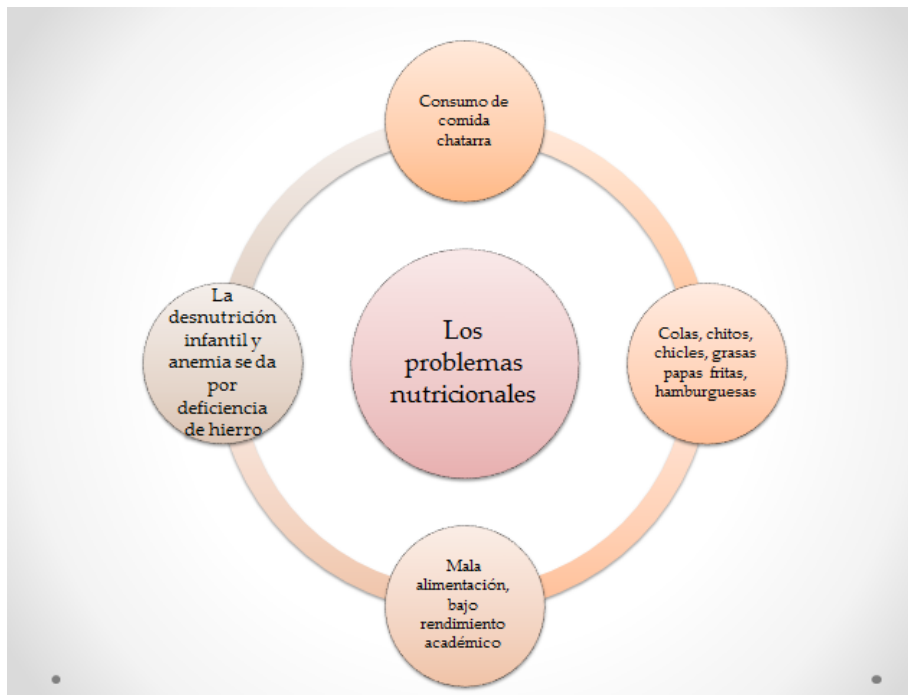 Consumo de
comida
chatarra
La
desnutrición
infantil y
anemia se da
por
deficiencia
de hierro
Los
problemas
nutricionales
Colas, chitos,
chicles, grasas
papas fritas,
hamburguesas
Mala
alimentación,
bajo
rendimiento
académico